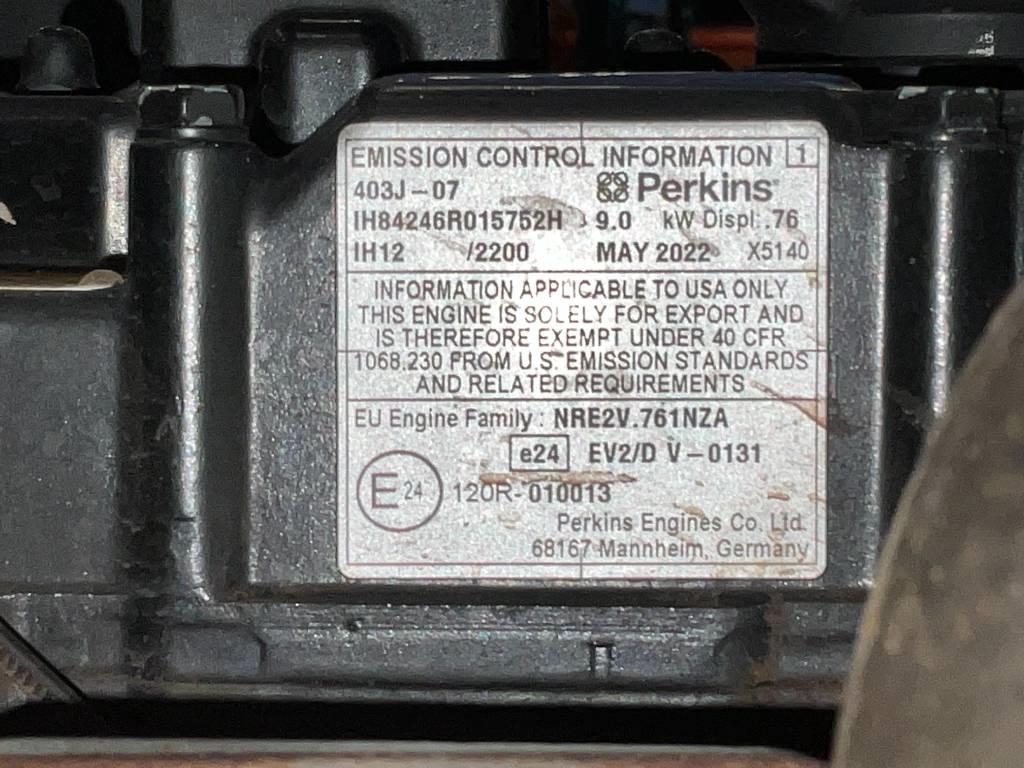 EMISSION CONTROL INFORMATION 1
403J-07 Perkins
IH84246R015752H 9.0 kW Displ:.76
IH12 /2200 MAY 2022 X5140
INFORMATION APPLICABLE TO USA ONLY
THIS ENGINE IS SOLELY FOR EXPORT AND
IS THEREFORE EXEMPT UNDER 40 CFR
1068.230 FROM U.S. EMISSION STANDARDS
AND RELATED REQUIREMENTS
EU Engine Family : NRE2V.761NZA
e24 EV2/D V-0131
E24 120R-010013
Perkins Engines Co. Ltd.
68167 Mannheim, Germany